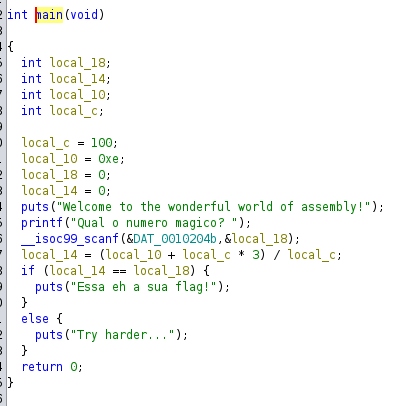 int main(void)
{
int local_18;
int local_14;
int local_10;
int local_c;
local_c = 100;
local_10 = 0xe;
local_18 = 0;
local_14 = 0;
puts("Welcome to the wonderful world of assembly!");
printf("Qual o numero magico? ");
__isoc99_scanf(&DAT_0010204b,&local_18);
local_14 = (local_10 + local_c * 3) / local_c;
if (local_14 == local_18) {
puts("Essa eh a sua flag!");
}
else {
puts("Try harder...");
}
return 0;
}